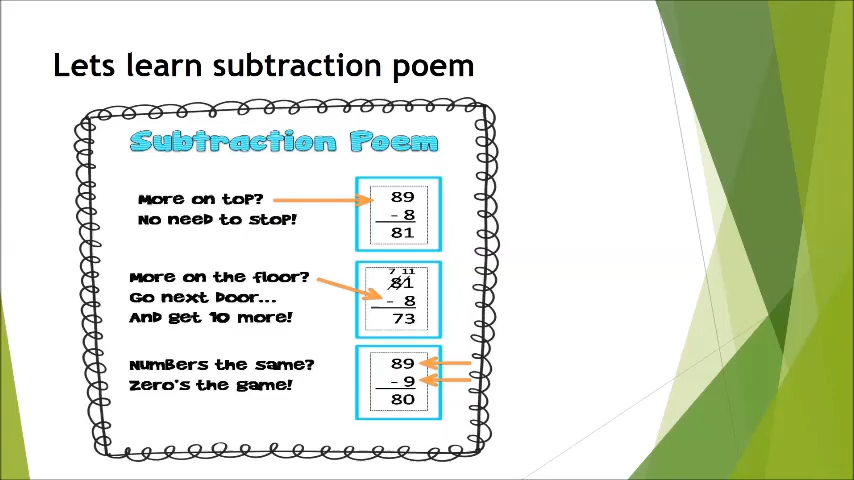 Lets learn subtraction poem
Subtraction Poem
More on top?
No need to stop!
89
- 8
81
More on the floor?
Go next door...
And get 10 more!
7 11
81
- 8
73
Numbers the same?
Zero's the game!
89
- 9
80